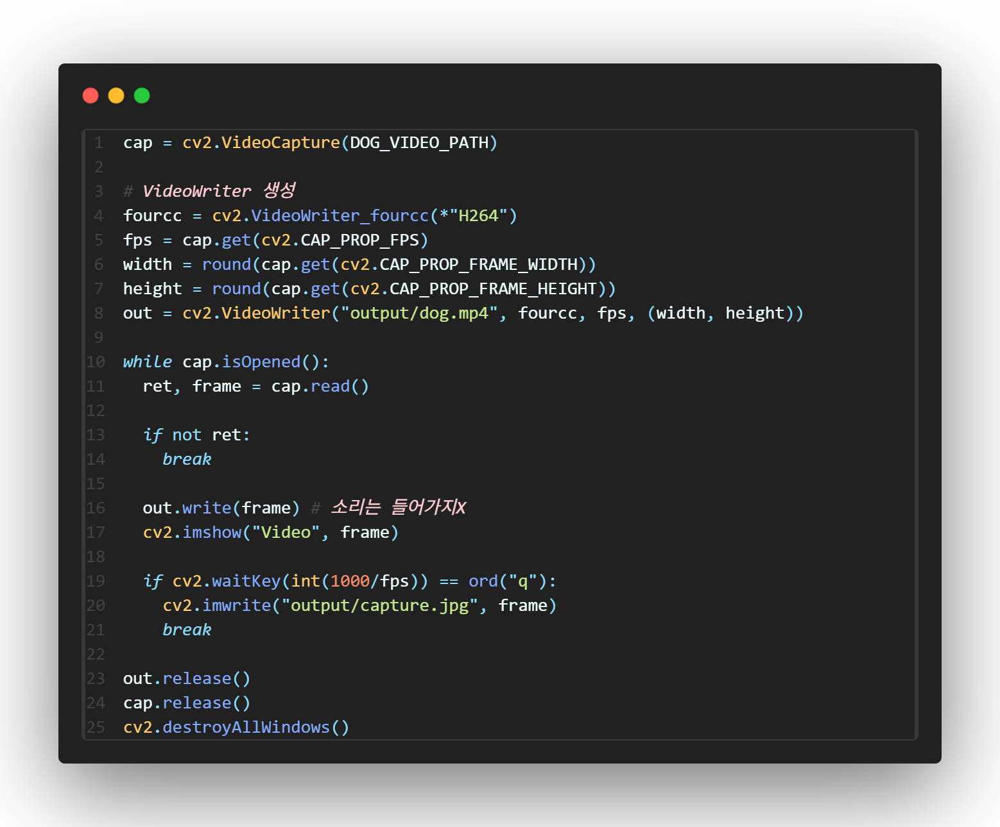 1 cap = cv2.VideoCapture(DOG_VIDEO_PATH)
2
3 # VideoWriter 생성
4 fourcc = cv2.VideoWriter_fourcc(*"H264")
5 fps = cap.get(cv2.CAP_PROP_FPS)
6 width = round(cap.get(cv2.CAP_PROP_FRAME_WIDTH))
7 height = round(cap.get(cv2.CAP_PROP_FRAME_HEIGHT))
8 out = cv2.VideoWriter("output/dog.mp4", fourcc, fps, (width, height))
9
10 while cap.isOpened():
11   ret, frame = cap.read()
12
13   if not ret:
14     break
15
16   out.write(frame) # 소리는 들어가지X
17   cv2.imshow("Video", frame)
18
19   if cv2.waitKey(int(1000/fps)) == ord("q"):
20     cv2.imwrite("output/capture.jpg", frame)
21     break
22
23 out.release()
24 cap.release()
25 cv2.destroyAllWindows()